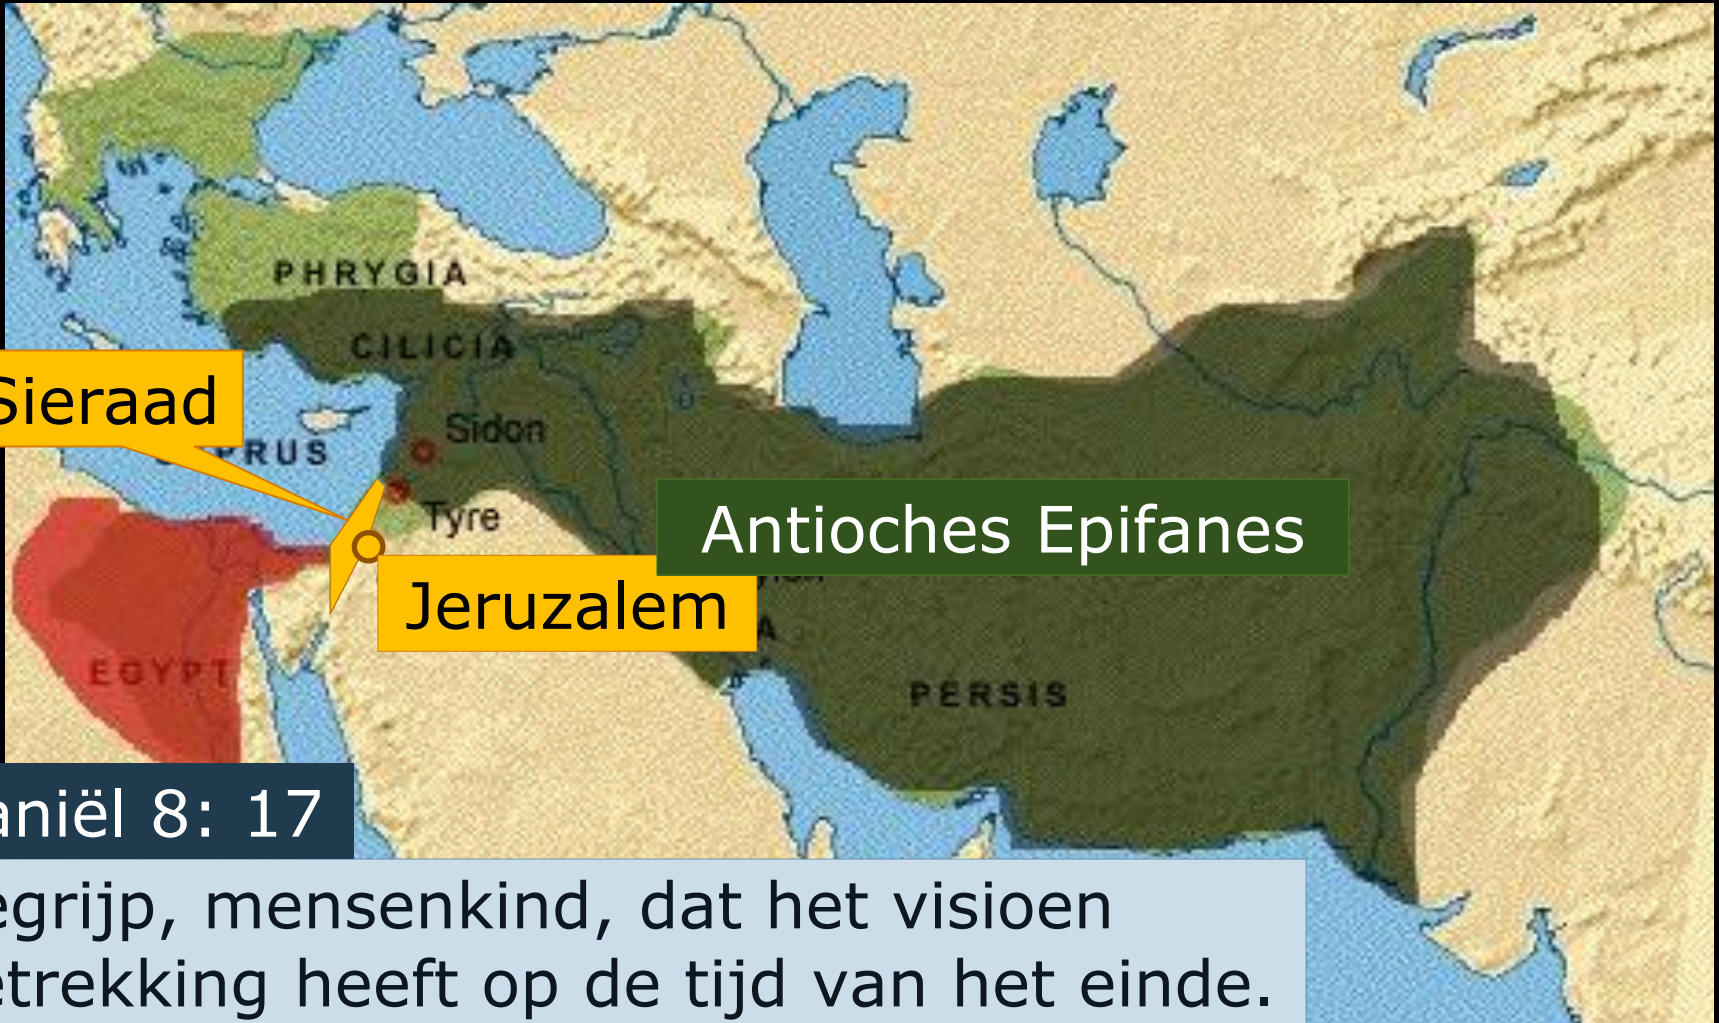 PHRYGIA
CILICIA
Sieraad
Sidon
PRUS
Tyre
Antioches Epifanes
Jeruzalem
EGYPT
PERSIS
aniël 8: 17
egrijp, mensenkind, dat het visioen
etrekking heeft op de tijd van het einde.